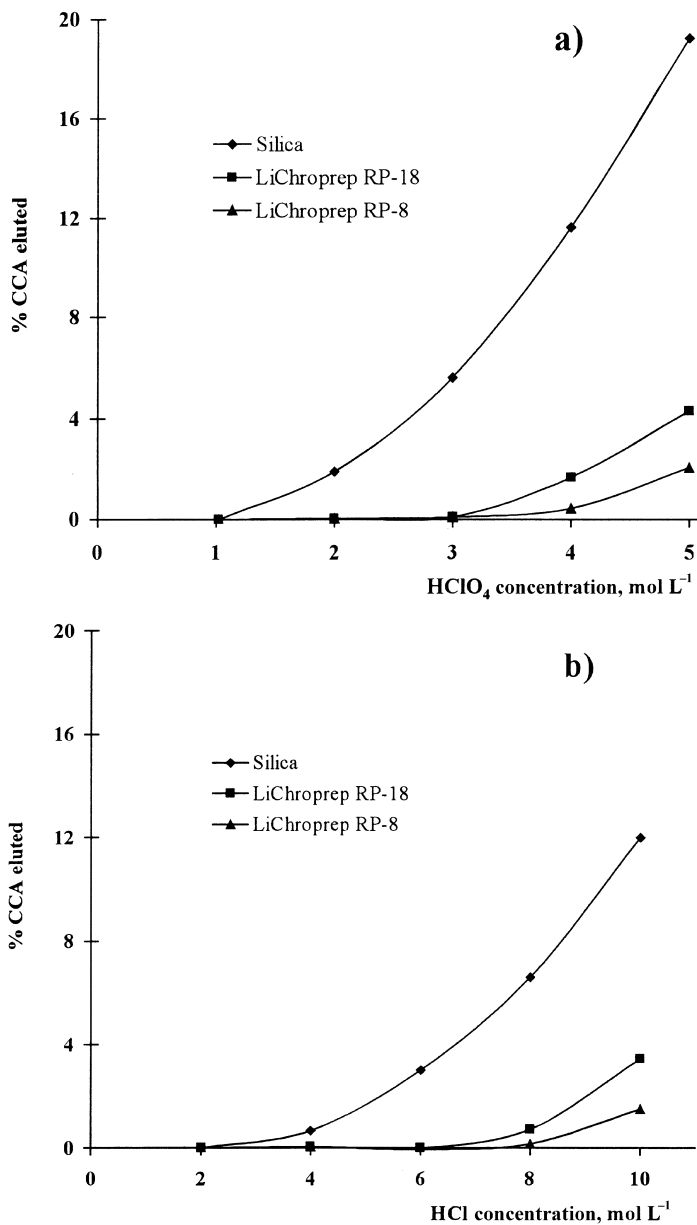 a)
20
16
12
8
4
0
% CCA eluted
Silica
LiChroprep RP-18
LiChroprep RP-8
0 1 2 3 4 5
HClO₄ concentration, mol L⁻¹
b)
20
16
12
8
4
0
% CCA eluted
Silica
LiChroprep RP-18
LiChroprep RP-8
0 2 4 6 8 10
HCl concentration, mol L⁻¹